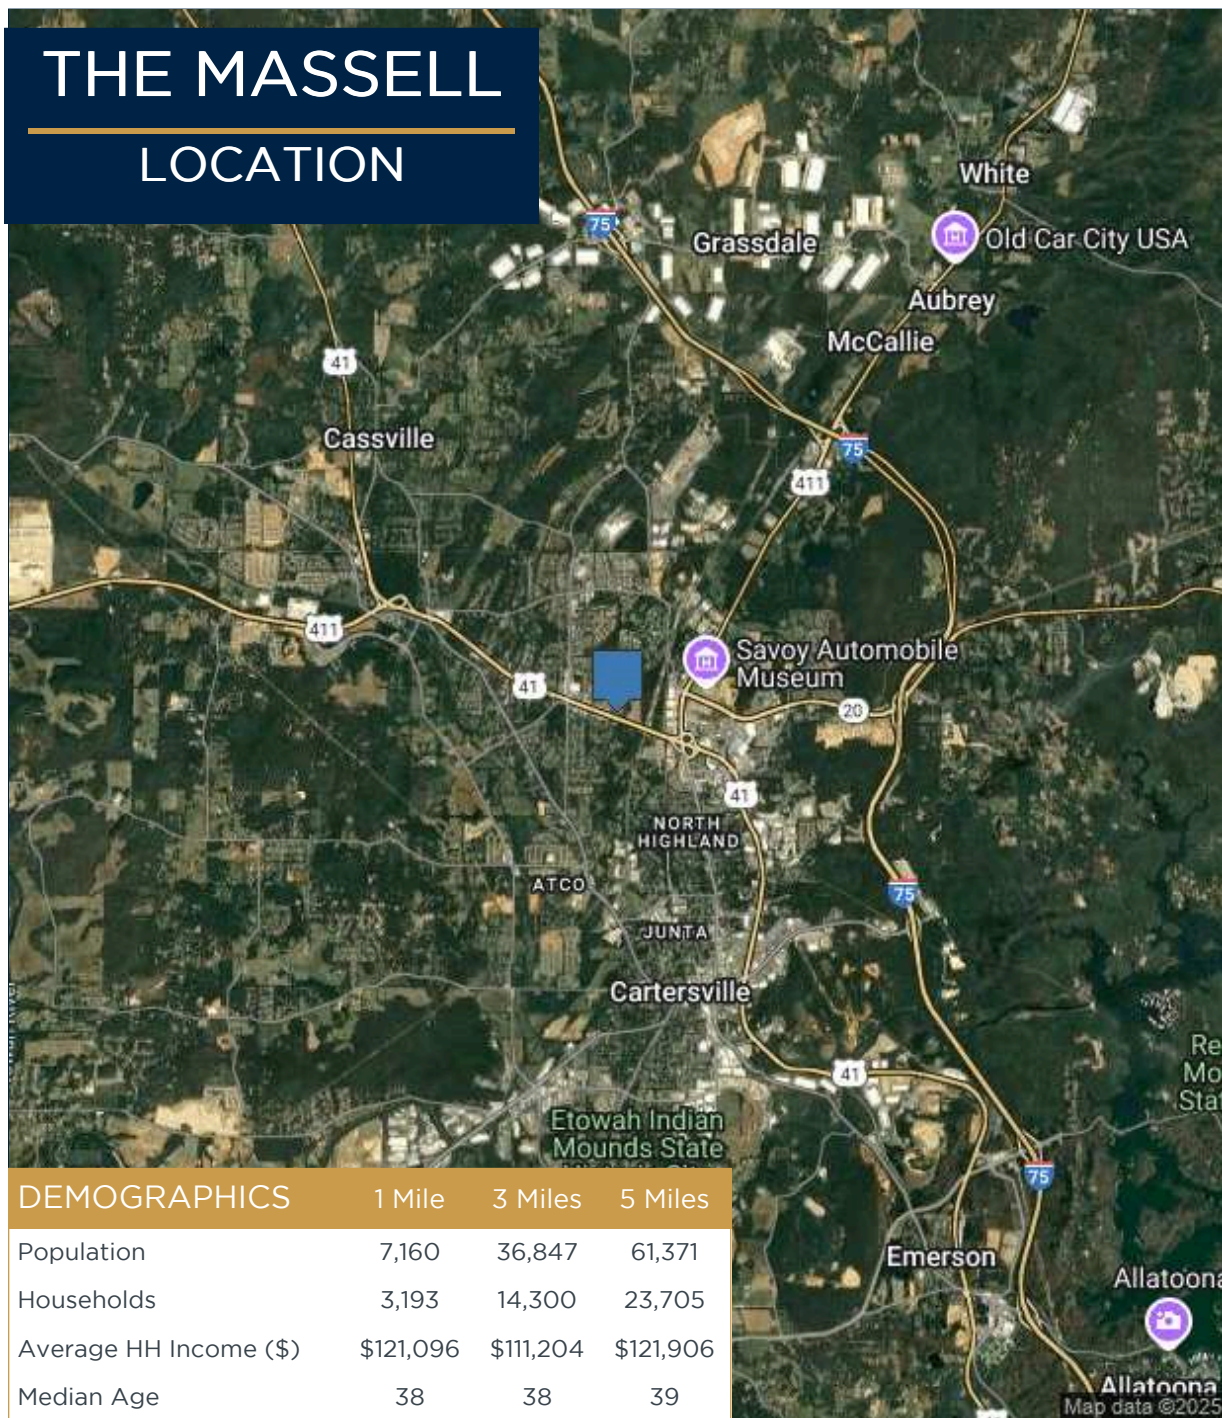 THE MASSELL
LOCATION
White
75
Grassdale
Old Car City USA
Aubrey
McCallie
41
Cassville
75
411
411
Savoy Automobile
Museum
41
20
41
NORTH
HIGHLAND
ATCO
75
JUNTA
Cartersville
Re
Mo
Stat
41
Etowah Indian
Mounds State
75
DEMOGRAPHICS 1 Mile 3 Miles 5 Miles
Population 7,160 36,847 61,371
Households 3,193 14,300 23,705
Average HH Income ($) $121,096 $111,204 $121,906
Median Age 38 38 39
Emerson
Allatoona
Allatoona
Map data ©2025